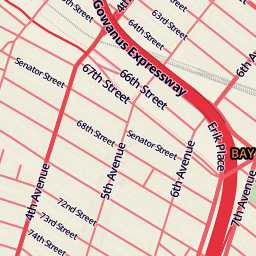 4th
Gowanus Expressway
63rd Street
64th Street
Senator Street
67th Street
66th Street
6th A
68th Street
Senator Street
Erik Place
BAY
4th Avenue
5th Avenue
6th Avenue
7th Avenue
72nd Street
73rd Street
74th Street